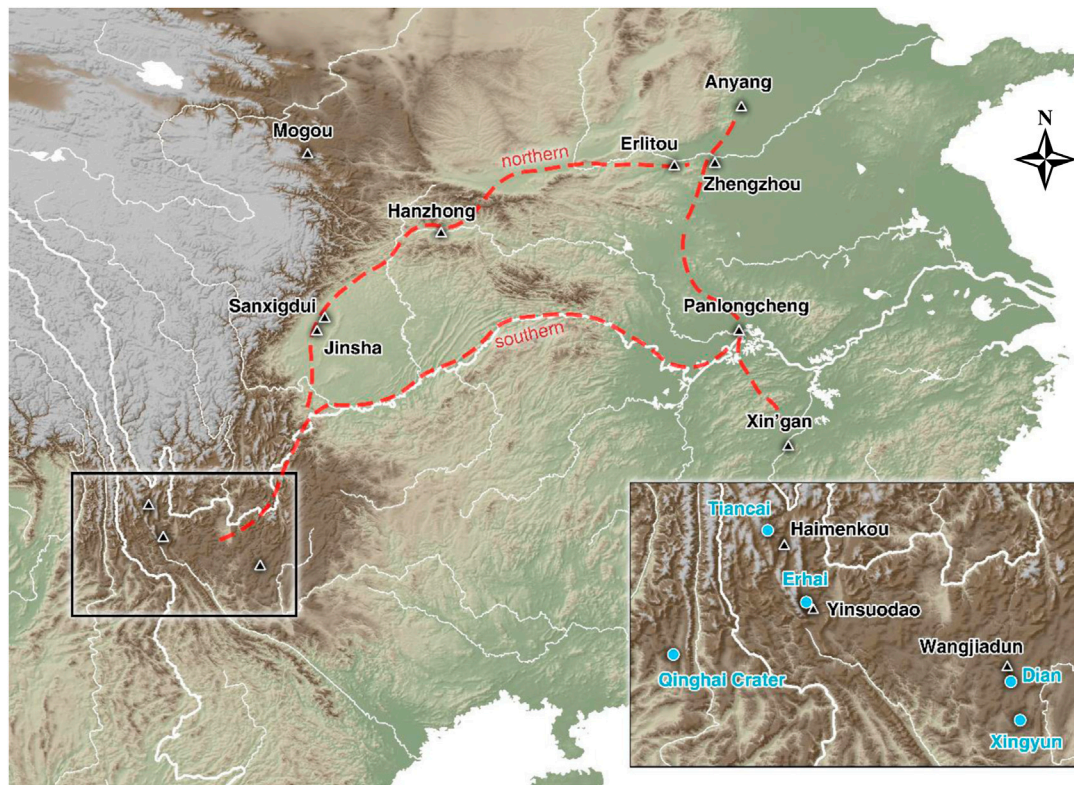 N
Anyang
Mogou
Erlitou
northern
Zhengzhou
Hanzhong
Sanxigdui
Panlongcheng
Jinsha
southern
Xin'gan
Tiancai
Haimenkou
Erhai
Yinsuodao
Wangjiadun
Qinghai Crater
Dian
Xingyun